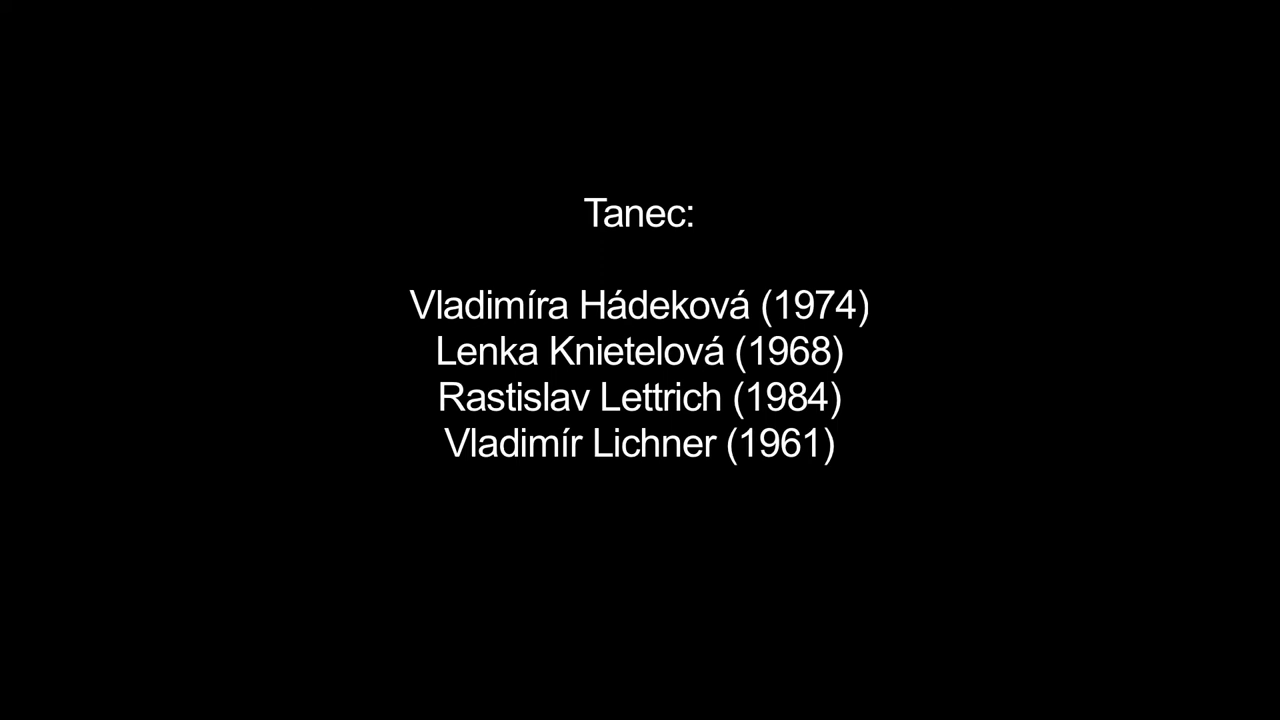 Tanec:
Vladimíra Hádeková (1974)
Lenka Knietelová (1968)
Rastislav Lettrich (1984)
Vladimír Lichner (1961)